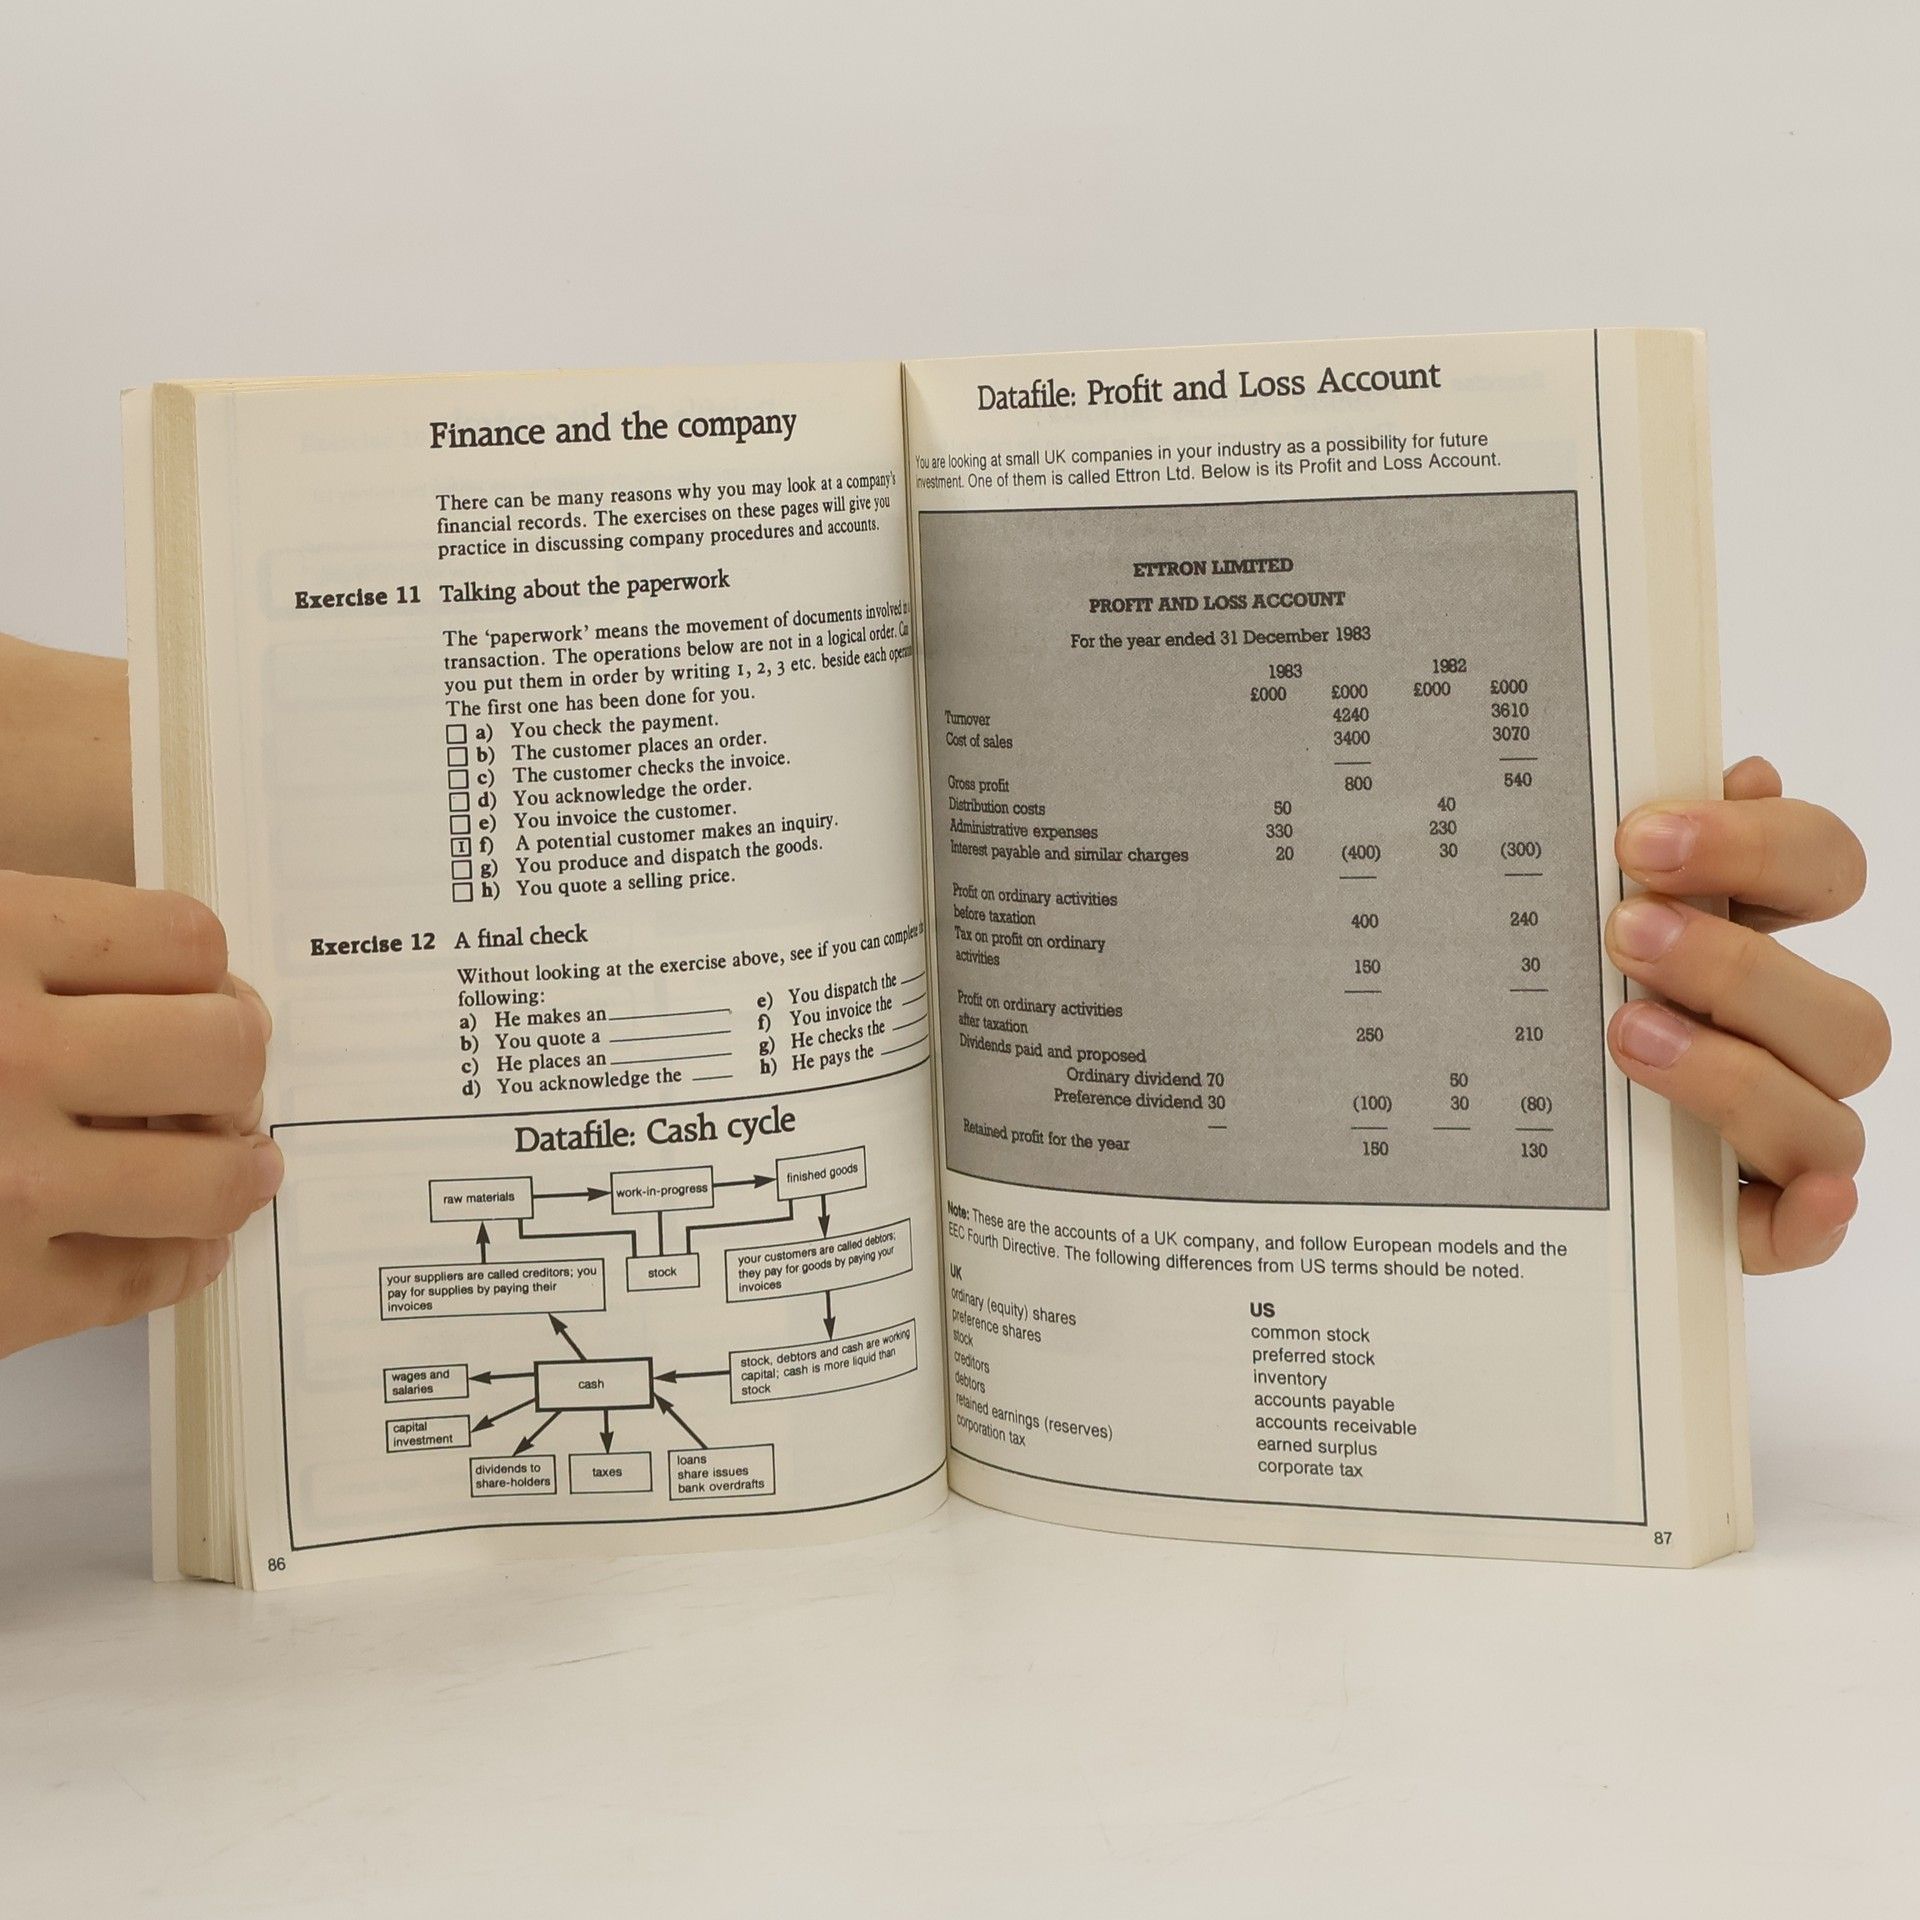 Finance and the company
There can be many reasons why you may look at a company's
financial records. The exercises on these pages will give you
practice in discussing company procedures and accounts.
Exercise 11 Talking about the paperwork
The 'paperwork' means the movement of documents involved
transaction. The operations below are not in a logical order.
you put them in order by writing 1, 2, 3 etc. beside each
The first one has been done for you.
a) You check the payment.
b) The customer places an order.
c) The customer checks the invoice.
d) You acknowledge the order.
e) You invoice the customer.
1 f) A potential customer makes an inquiry.
g) You produce and dispatch the goods.
h) You quote a selling price.
Exercise 12 A final check
Without looking at the exercise above, see if you can complete
following:
a) He makes an
b) You quote a
c) He places an
d) You acknowledge the
e) You dispatch the
f) You invoice the
g) He checks the
h) He pays the
Datafile: Cash cycle
raw materials
work-in-progress
finished goods
your suppliers are called creditors; you
pay for supplies by paying their
invoices
stock
your customers are called debtors;
they pay for goods by paying your
invoices
wages and
salaries
cash
stock, debtors and cash are working
capital; cash is more liquid than
stock
capital
investment
dividends to
share-holders
taxes
loans
share issues
bank overdrafts
86
Datafile: Profit and Loss Account
You are looking at small UK companies in your industry as a possibility for future
investment. One of them is called Ettron Ltd. Below is its Profit and Loss Account.
ETTRON LIMITED
PROFIT AND LOSS ACCOUNT
For the year ended 31 December 1983
1983 1982
£000 £000 £000 £000
Turnover 4240 3610
Cost of sales 3400 3070
Gross profit 800 540
Distribution costs 50 40
Administrative expenses 330 230
Interest payable and similar charges 20 (400) 30 (300)
Profit on ordinary activities
before taxation 400 240
Tax on profit on ordinary
activities 150 30
Profit on ordinary activities
after taxation 250 210
Dividends paid and proposed
Ordinary dividend 70 50
Preference dividend 30 (100) 30 (80)
Retained profit for the year 150 130
Note: These are the accounts of a UK company, and follow European models and the
EEC Fourth Directive. The following differences from US terms should be noted.
UK US
ordinary (equity) shares common stock
preference shares preferred stock
stock inventory
creditors accounts payable
debtors accounts receivable
retained earnings (reserves) earned surplus
corporation tax corporate tax
87